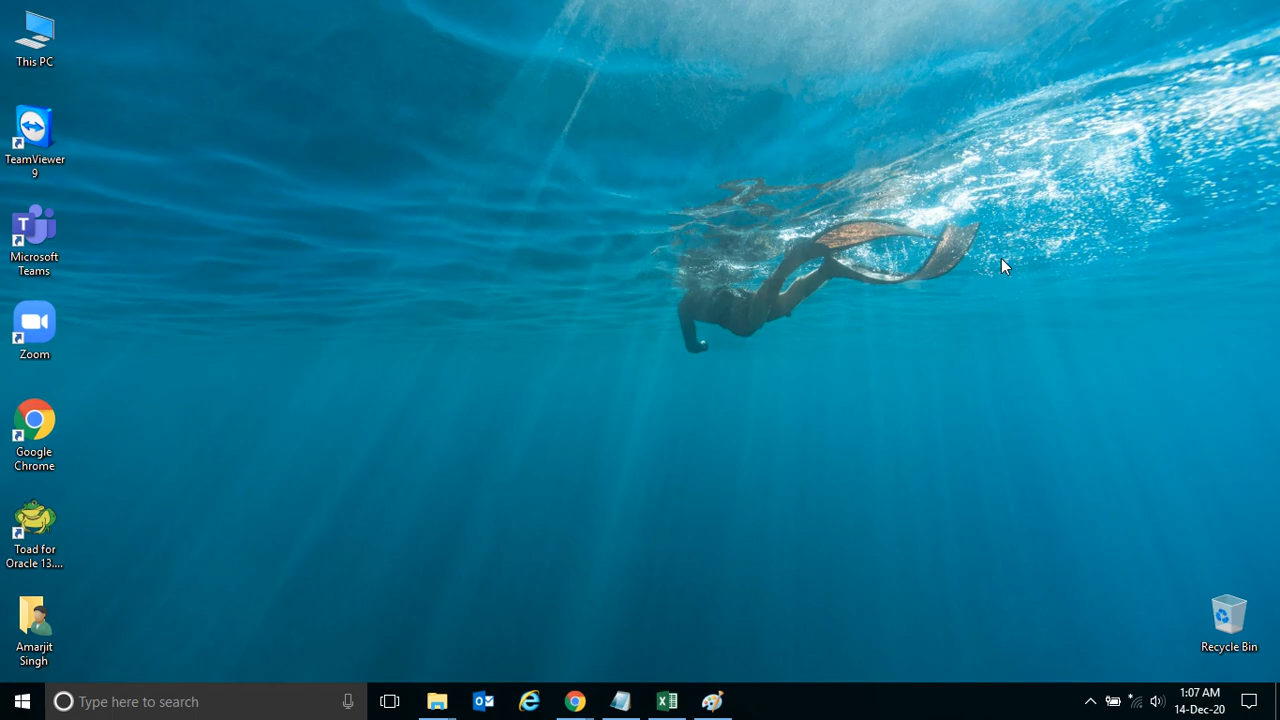 This PC
TeamViewer
9
Microsoft
Teams
Zoom
Google
Chrome
Toad for
Oracle 13....
Amarjit
Singh
Recycle Bin
Type here to search
1:07 AM
14-Dec-20